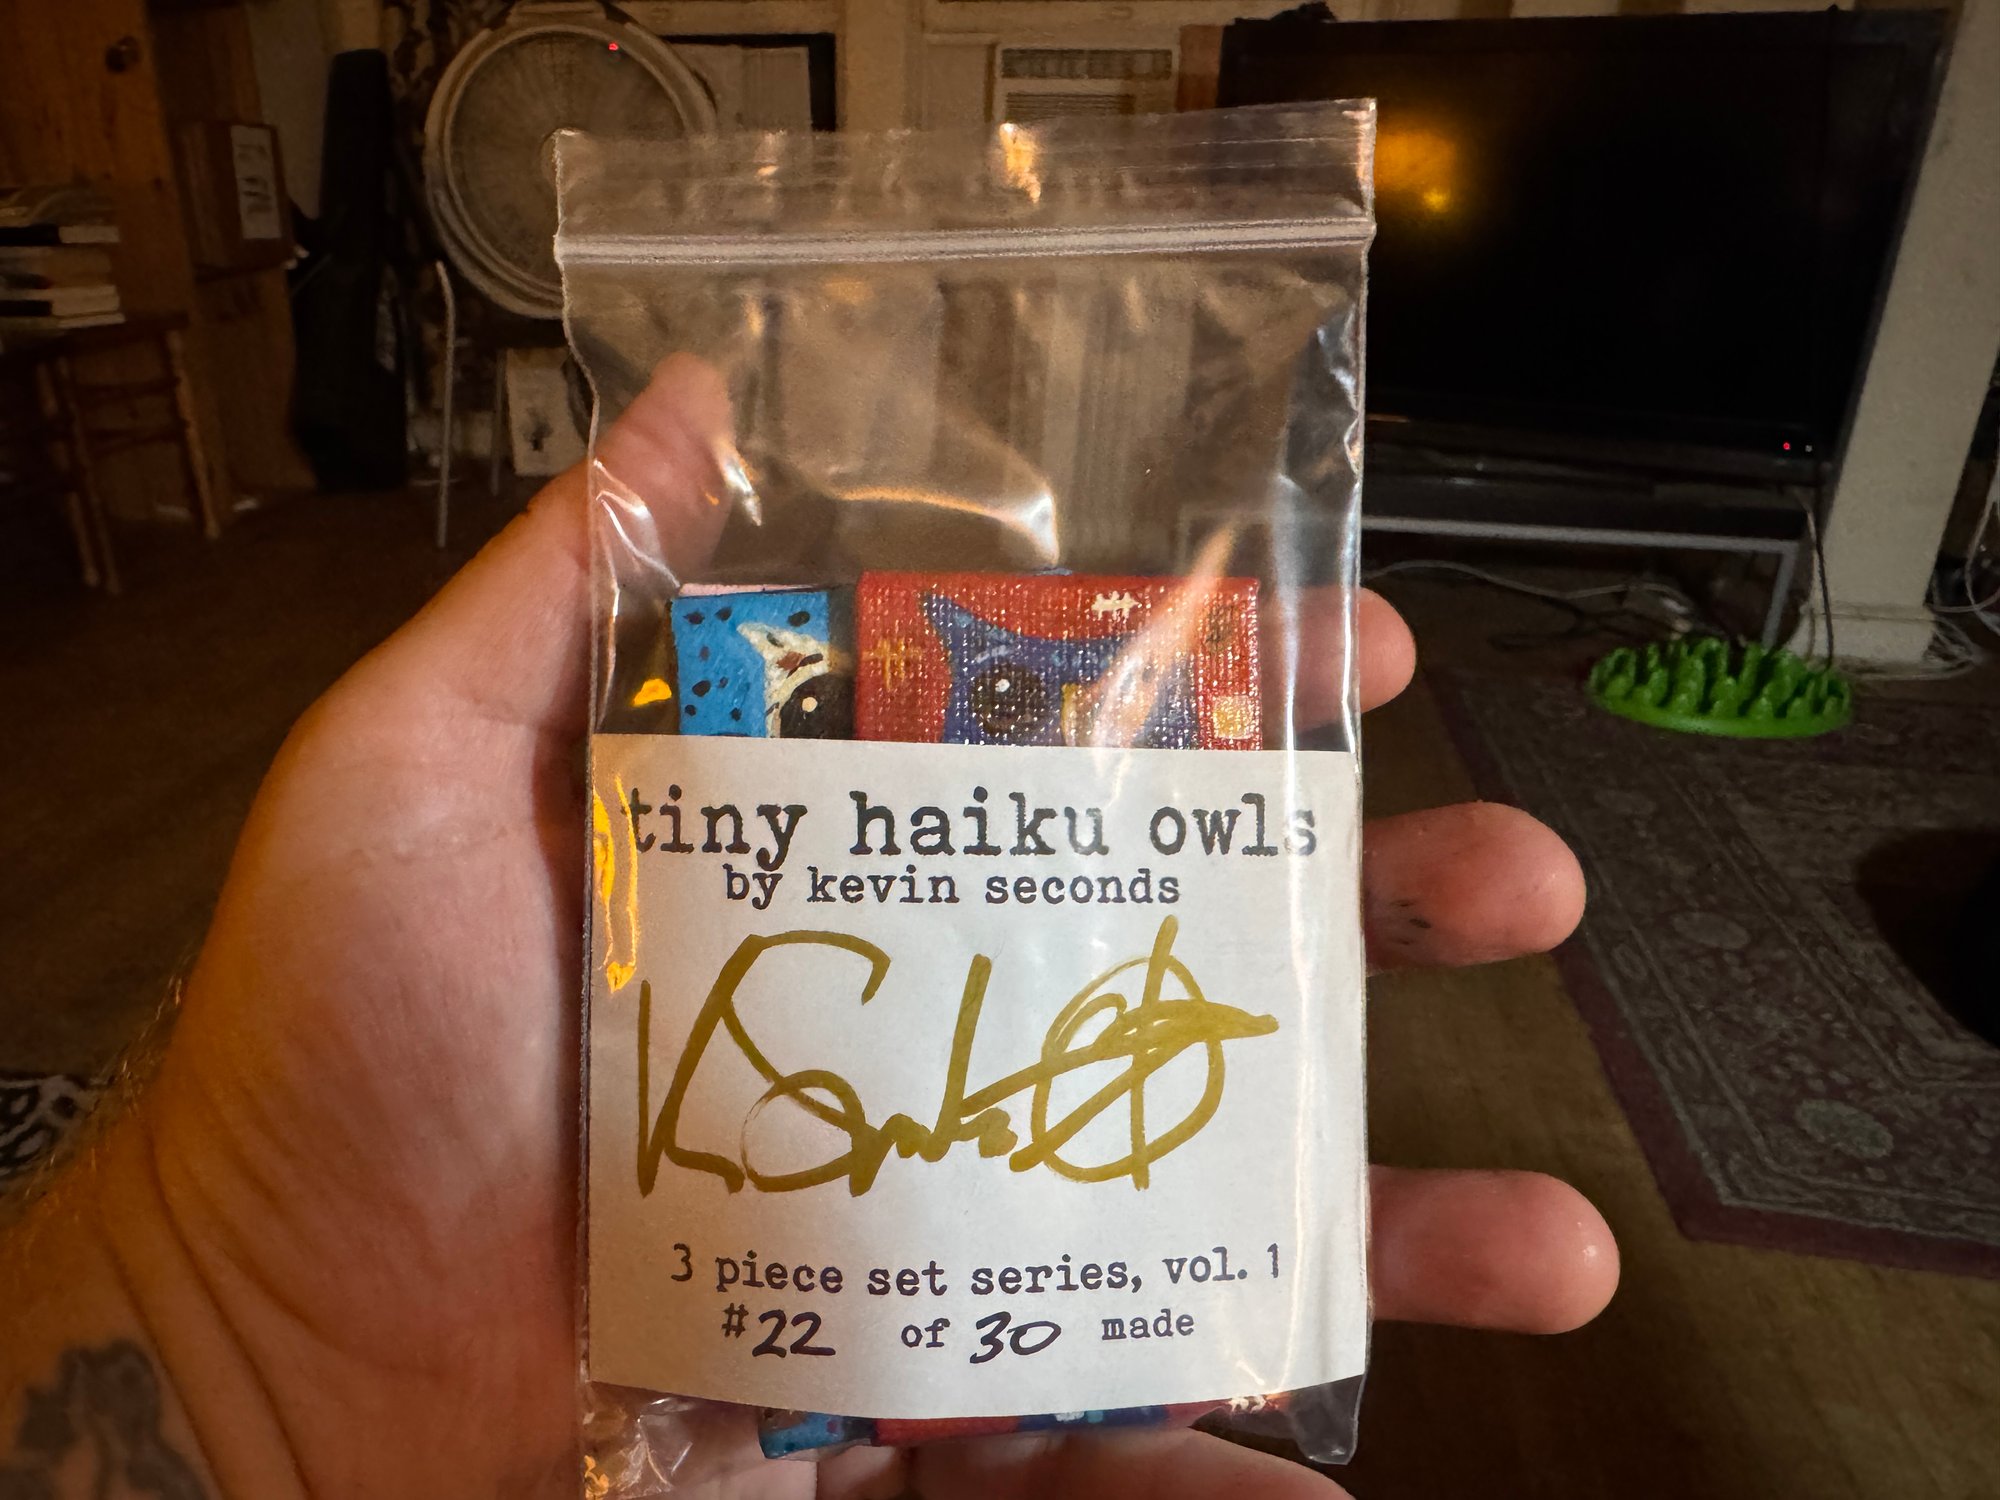 tiny haiku owls
by kevin seconds
3 piece set series, vol. 1
#22 of 30 made